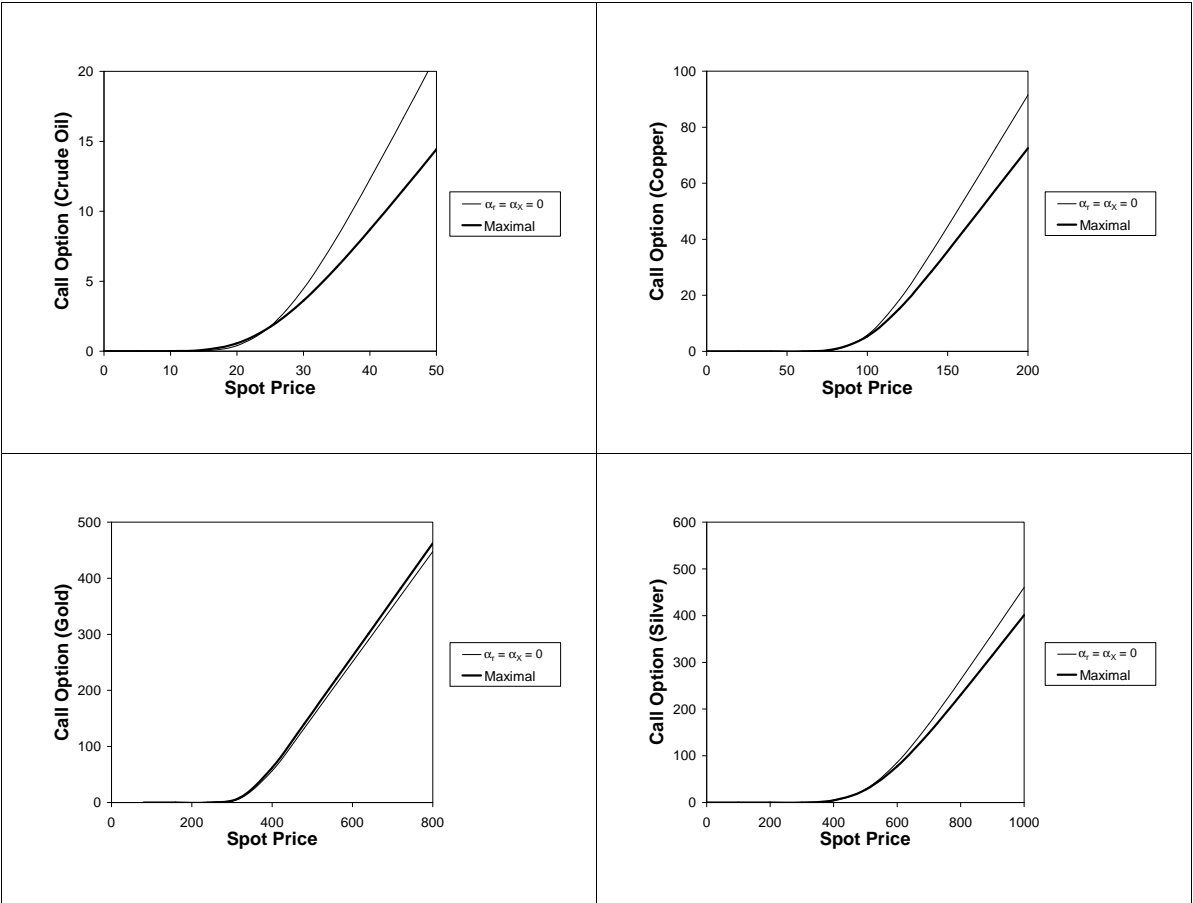 Call Option (Crude Oil)
20
15
10
5
0
0 10 20 30 40 50
Spot Price
αr = αX = 0
Maximal
Call Option (Copper)
100
80
60
40
20
0
0 50 100 150 200
Spot Price
αr = αX = 0
Maximal
Call Option (Gold)
500
400
300
200
100
0
0 200 400 600 800
Spot Price
αr = αX = 0
Maximal
Call Option (Silver)
600
500
400
300
200
100
0
0 200 400 600 800 1000
Spot Price
αr = αX = 0
Maximal